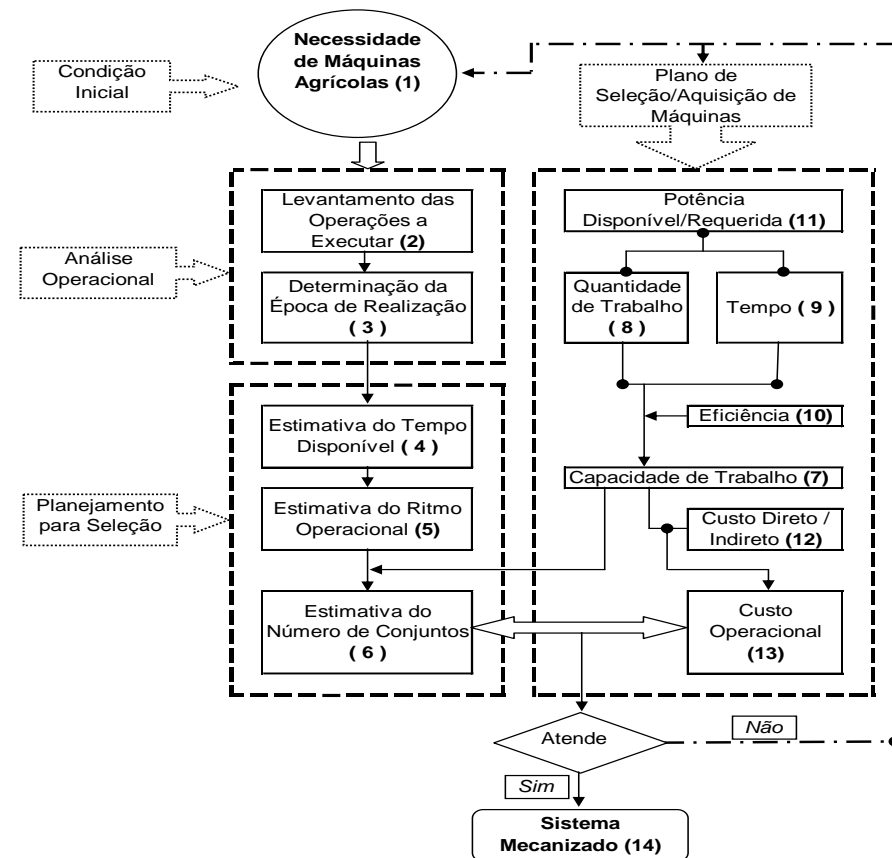 Necessidade
de Máquinas
Agrícolas (1)
Condição
Inicial
Plano de
Seleção/Aquisição de
Máquinas
Levantamento das
Operações a
Executar (2)
Potência
Disponível/Requerida (11)
Análise
Operacional
Determinação da
Época de Realização
( 3 )
Quantidade
de Trabalho
( 8 )
Tempo ( 9 )
Estimativa do Tempo
Disponível ( 4 )
Eficiência (10)
Capacidade de Trabalho (7)
Planejamento
para Seleção
Estimativa do Ritmo
Operacional (5)
Custo Direto /
Indireto (12)
Estimativa do
Número de Conjuntos
( 6 )
Custo
Operacional
(13)
Atende
Não
Sim
Sistema
Mecanizado (14)